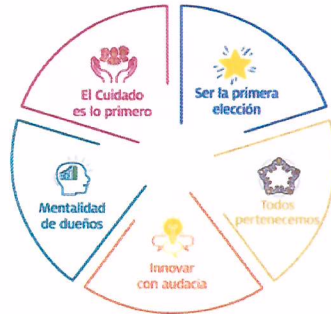 El Cuidado
es lo primero
Ser la primera
elección
Todos
pertenecemos
Innovar
con audacia
Mentalidad
de dueños